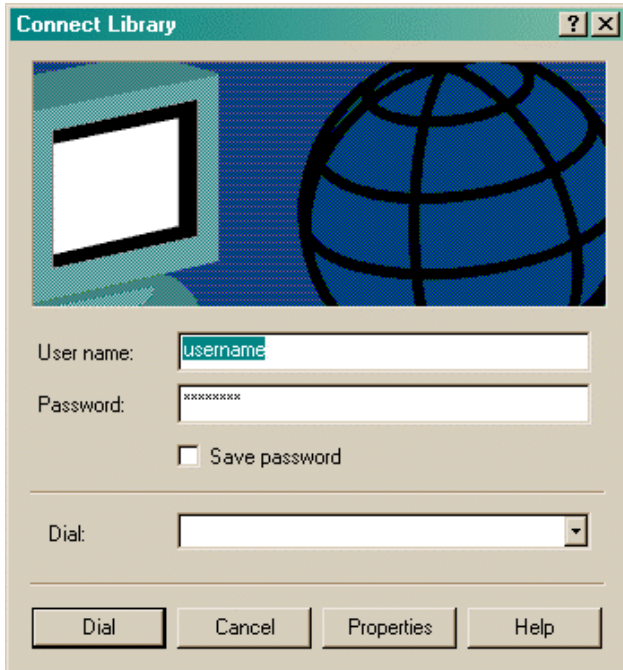 Connect Library
User name: username
Password: ********
Save password
Dial:
Dial Cancel Properties Help